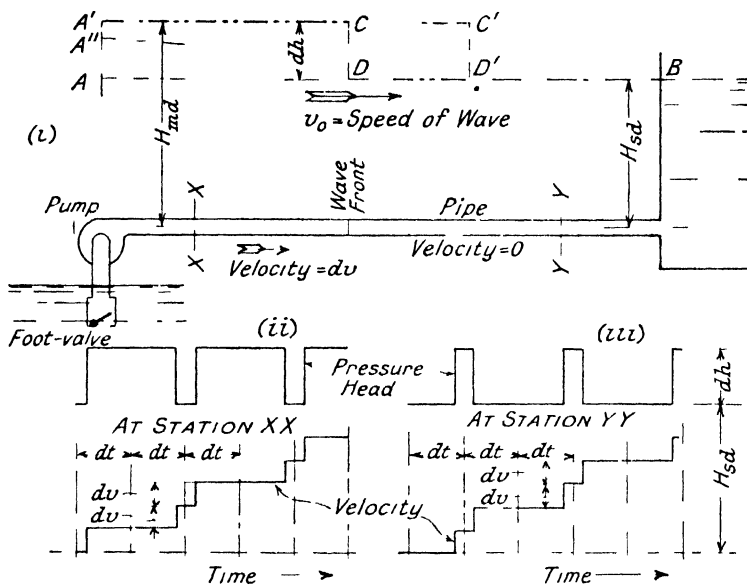 A' C C'
A"
dh
A D D' B
v₀ = Speed of Wave
H_md
H_sd
(i)
X Wave Front Y
Pump Pipe
X Velocity = dv Velocity = 0 Y
Foot-valve
(ii) (iii)
Pressure Head
dh
AT STATION XX AT STATION YY
dt dt dt dt dt dt
H_sd
dv dv
dv Velocity dv
Time Time